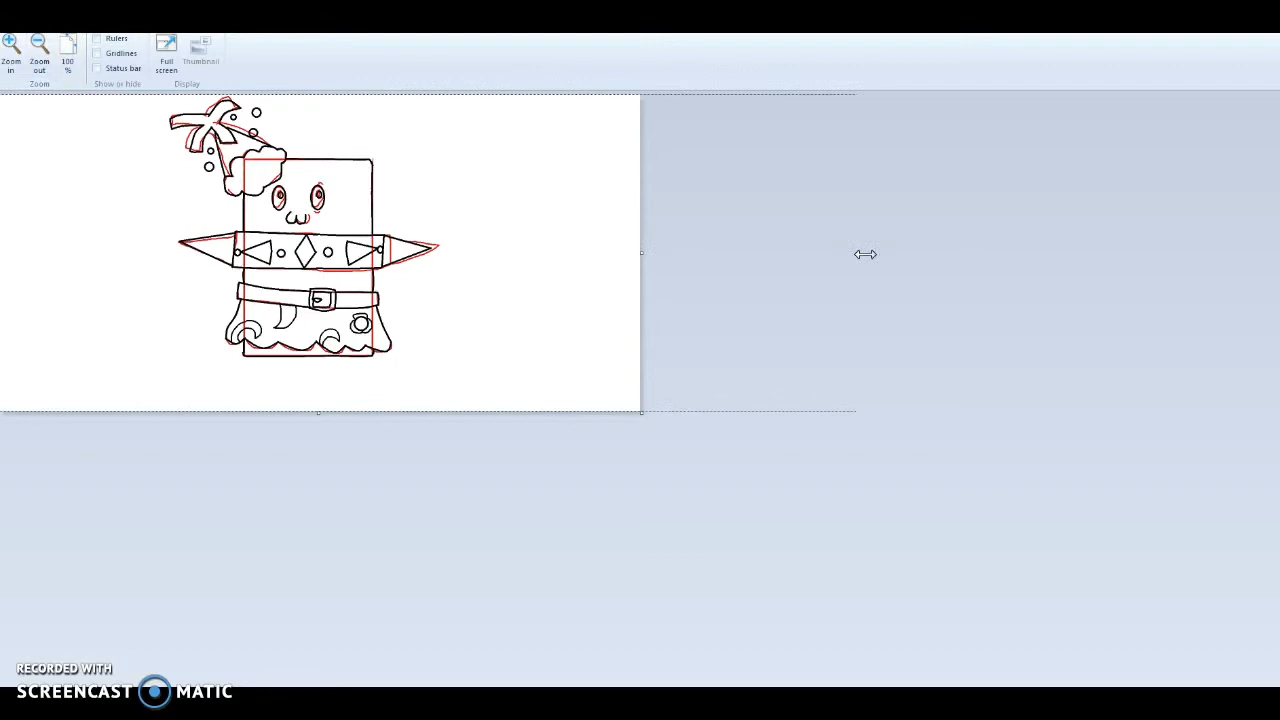 Rulers
Gridlines
Status bar
Zoom in
Zoom out
100 %
Full screen
Thumbnail
Zoom
Show or hide
Display
RECORDED WITH
SCREENCAST MATIC